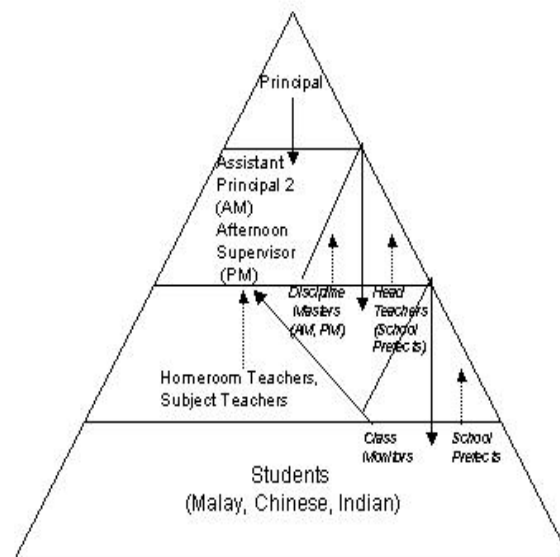 Principal
Assistant
Principal 2
(AM)
Afternoon
Supervisor
(PM)
Discipline
Masters
(AM, PM)
Head
Teachers
(School
Prefects)
Homeroom Teachers,
Subject Teachers
Class
Monitors
School
Prefects
Students
(Malay, Chinese, Indian)